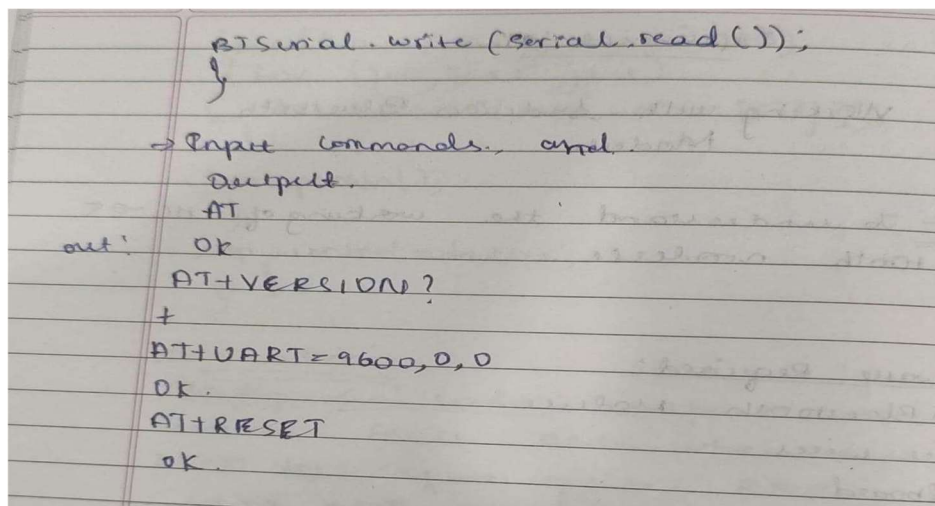 BTSerial.write(serial.read());
}
→ Input commands., and.
Output.
AT
out: OK
AT+VERSION?
+
AT+UART=9600,0,0
OK.
AT+RESET
OK.